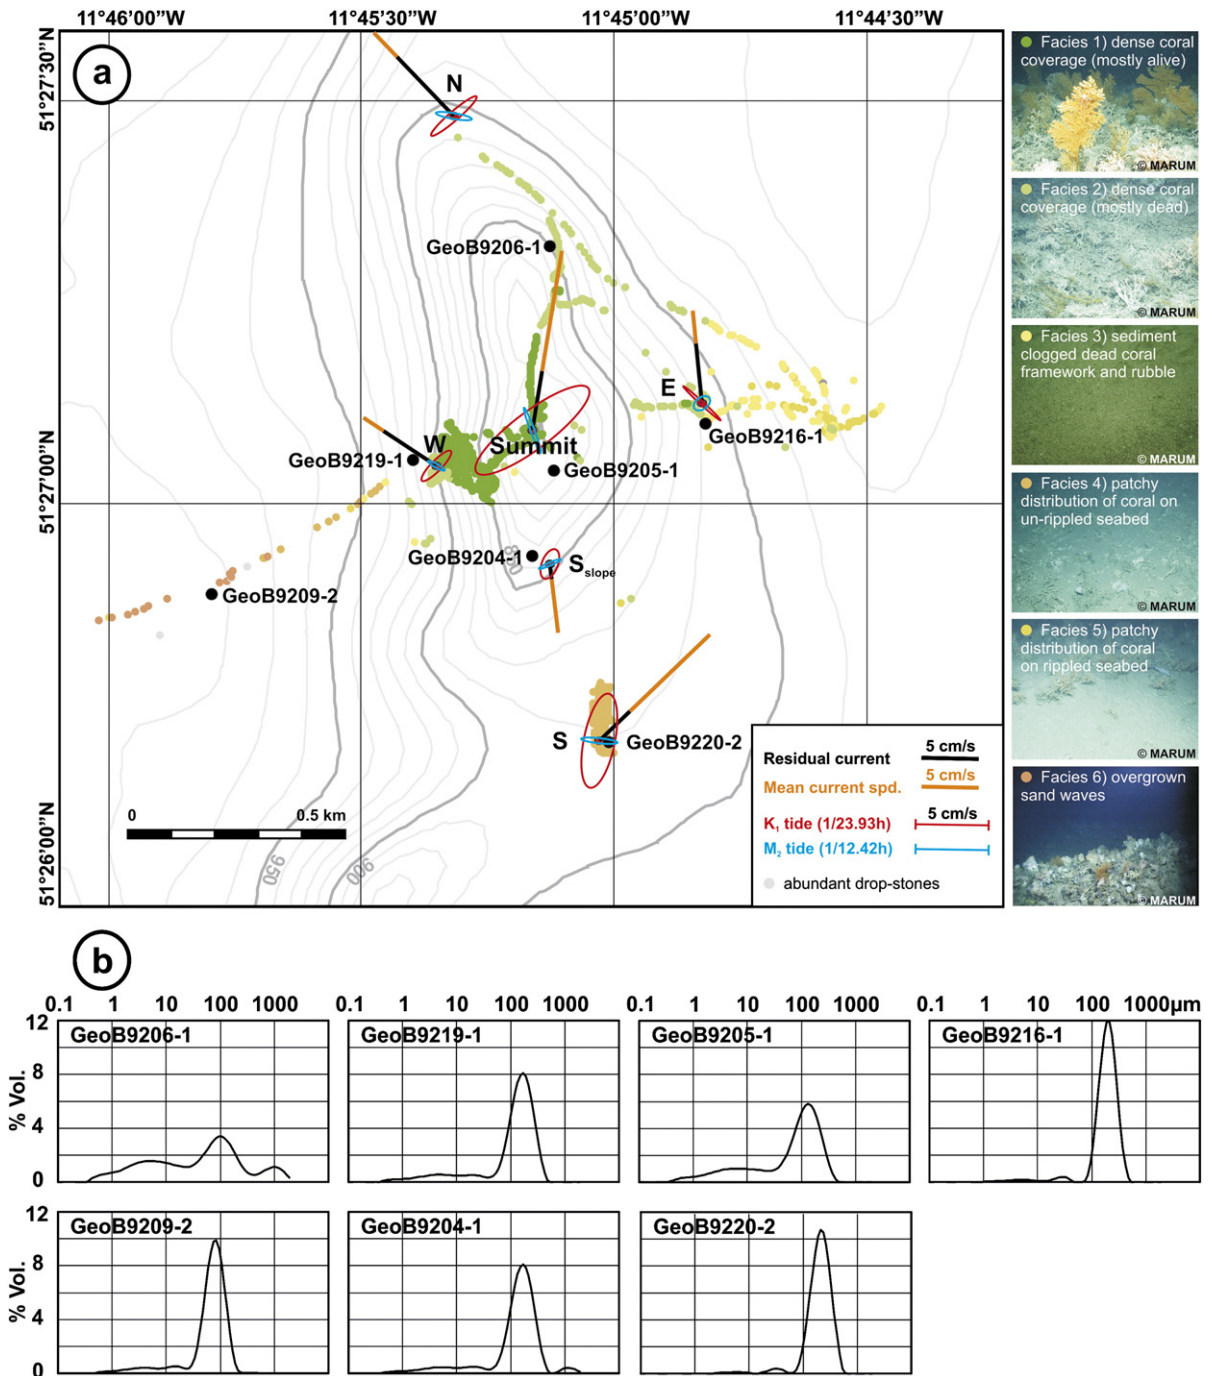 11°46'00"W 11°45'30"W 11°45'00"W 11°44'30"W
51°27'30"N
51°27'00"N
51°26'00"N
a
N
GeoB9206-1
E
GeoB9216-1
W
Summit
GeoB9219-1
GeoB9205-1
GeoB9204-1
850
S slope
GeoB9209-2
S
GeoB9220-2
0 0.5 km
950
900
Residual current 5 cm/s
Mean current spd. 5 cm/s
K₁ tide (1/23.93h) 5 cm/s
M₂ tide (1/12.42h)
abundant drop-stones
Facies 1) dense coral
coverage (mostly alive)
© MARUM
Facies 2) dense coral
coverage (mostly dead)
© MARUM
Facies 3) sediment
clogged dead coral
framework and rubble
© MARUM
Facies 4) patchy
distribution of coral on
un-rippled seabed
© MARUM
Facies 5) patchy
distribution of coral
on rippled seabed
© MARUM
Facies 6) overgrown
sand waves
© MARUM
b
0.1 1 10 100 1000 0.1 1 10 100 1000 0.1 1 10 100 1000 0.1 1 10 100 1000µm
12
8
4
0
% Vol.
GeoB9206-1 GeoB9219-1 GeoB9205-1 GeoB9216-1
12
8
4
0
% Vol.
GeoB9209-2 GeoB9204-1 GeoB9220-2